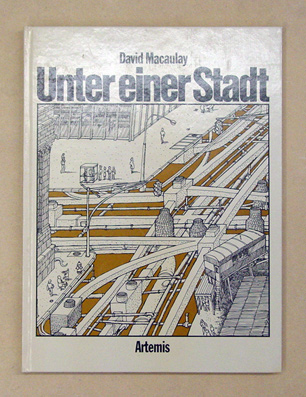 David Macaulay
Unter einer Stadt
Artemis